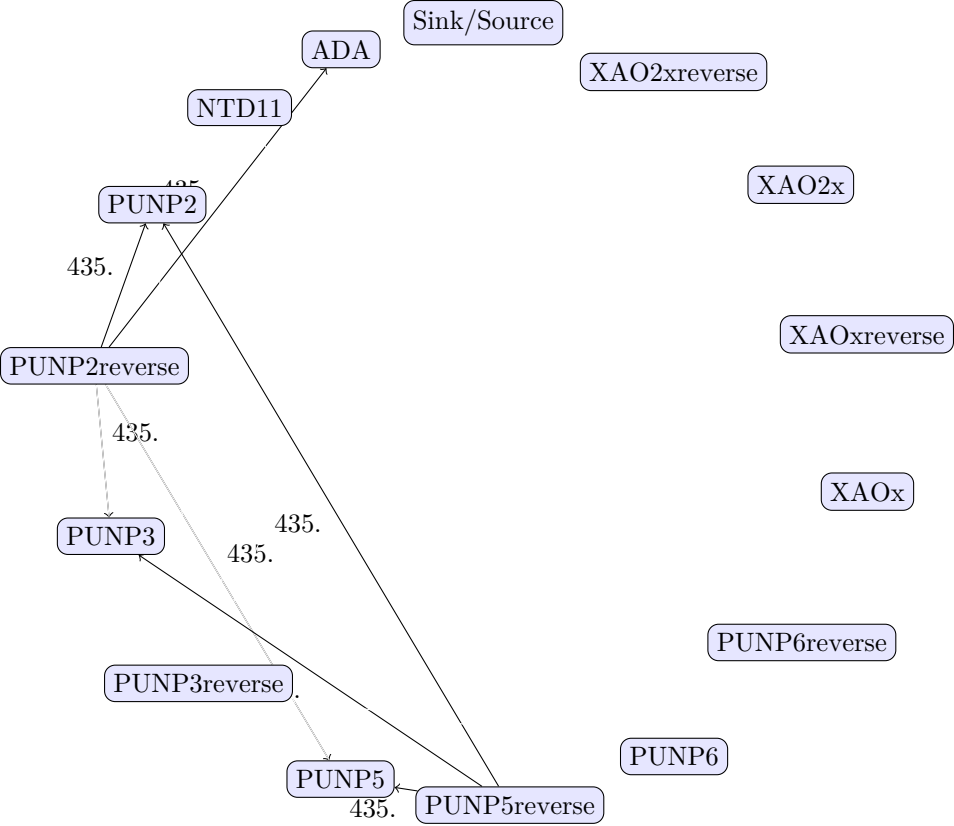 Sink/Source
ADA
XAO2xreverse
NTD11
XAO2x
PUNP2
435.
XAOxreverse
PUNP2reverse
435.
XAOx
435.
PUNP3
435.
PUNP6reverse
PUNP3reverse
PUNP6
PUNP5
PUNP5reverse
435.